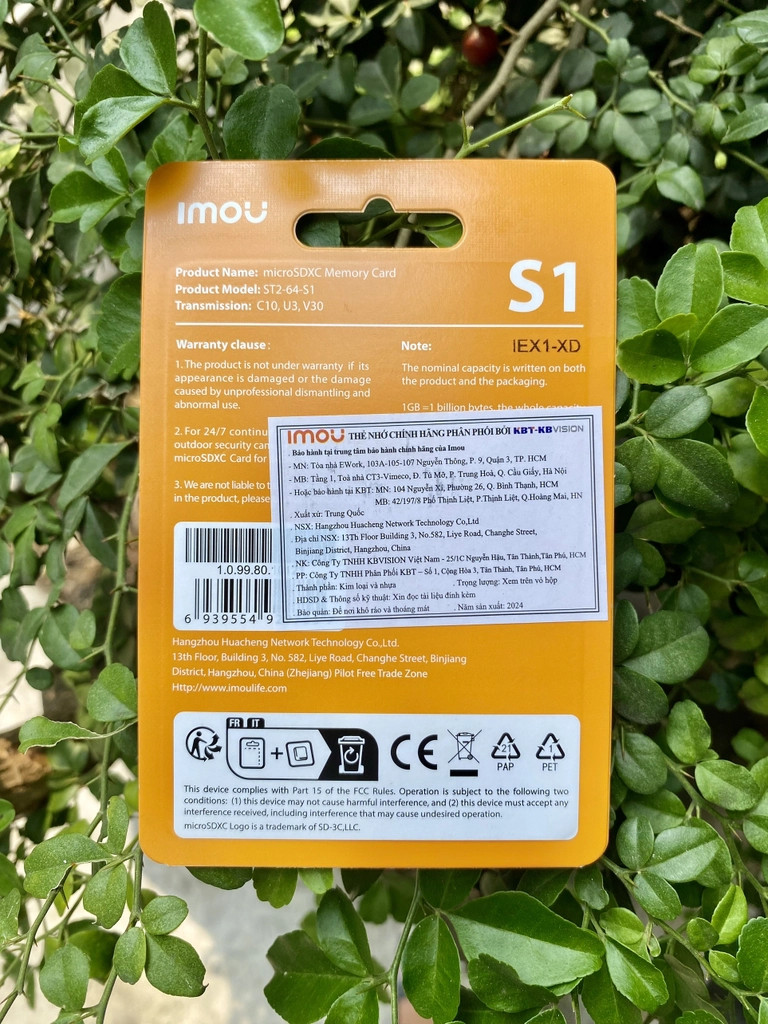 imou
Product Name: microSDXC Memory Card
Product Model: ST2-64-S1
Transmission: C10, U3, V30
S1
Warranty clause:
1. The product is not under warranty if its
appearance is damaged or the damage
caused by unprofessional dismantling and
abnormal use.
2. For 24/7 continu
outdoor security ca
microSDXC Card for
3. We are not liable to
in the product, please
Note:
IEX1-XD
The nominal capacity is written on both
the product and the packaging.
1GB =1 billion bytes, the whole capacity
imou THẺ NHỚ CHÍNH HÃNG PHÂN PHỐI BỞI KBT-KBVISION
. Bảo hành tại trung tâm bảo hành chính hãng của Imou
- MN: Tòa nhà EWork, 103A-105-107 Nguyễn Thông, P. 9, Quận 3, TP. HCM
- MB: Tầng 1, Toà nhà CT3-Vimeco, Đ. Tú Mỡ, P. Trung Hoà, Q. Cầu Giấy, Hà Nội
- Hoặc bảo hành tại KBT: MN: 104 Nguyễn Xí, Phường 26, Q. Bình Thạnh, HCM
MB: 42/197/8 Phố Thịnh Liệt, P.Thịnh Liệt, Q.Hoàng Mai, HN
. Xuất xứ: Trung Quốc
. NSX: Hangzhou Huacheng Network Technology Co,Ltd
. Địa chỉ NSX: 13Th Floor Building 3, No.582, Liye Road, Changhe Street,
Binjiang District, Hangzhou, China
. NK: Công Ty TNHH KBVISION Việt Nam - 25/1C Nguyễn Hậu, Tân Thành,Tân Phú, HCM
. PP: Công Ty TNHH Phân Phối KBT – Số 1, Cộng Hòa 3, Tân Thành, Tân Phú, HCM
. Thành phần: Kim loại và nhựa . Trọng lượng: Xem trên vỏ hộp
. HDSD & Thông số kỹ thuật: Xin đọc tài liệu đính kèm
. Bảo quản: Để nơi khô ráo và thoáng mát . Năm sản xuất: 2024
1.0.99.80.
6 939554 9
Hangzhou Huacheng Network Technology Co.,Ltd.
13th Floor, Building 3, No. 582, Liye Road, Changhe Street, Binjiang
District, Hangzhou, China (Zhejiang) Pilot Free Trade Zone
Http://www.imoulife.com
FR IT
+
CE
21
PAP
1
PET
This device complies with Part 15 of the FCC Rules. Operation is subject to the following two
conditions: (1) this device may not cause harmful interference, and (2) this device must accept any
interference received, including interference that may cause undesired operation.
microSDXC Logo is a trademark of SD-3C,LLC.